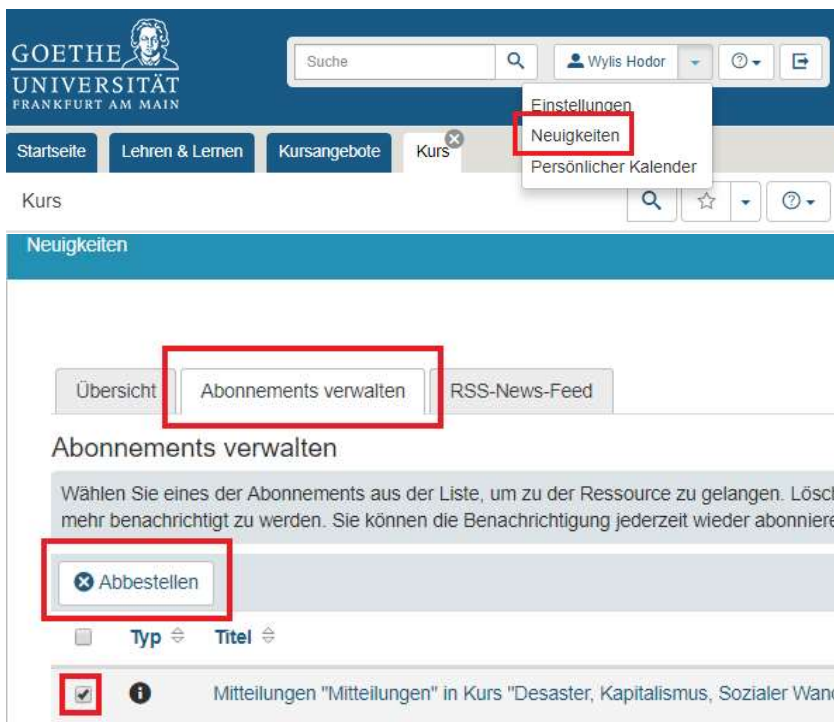 GOETHE
UNIVERSITÄT
FRANKFURT AM MAIN
Suche
Wylis Hodor
Einstellungen
Neuigkeiten
Persönlicher Kalender
Startseite Lehren & Lernen Kursangebote Kurs
Kurs
Neuigkeiten
Übersicht Abonnements verwalten RSS-News-Feed
Abonnements verwalten
Wählen Sie eines der Abonnements aus der Liste, um zu der Ressource zu gelangen. Lösch
mehr benachrichtigt zu werden. Sie können die Benachrichtigung jederzeit wieder abonniere
Abbestellen
Typ Titel
Mitteilungen "Mitteilungen" in Kurs "Desaster, Kapitalismus, Sozialer Wand